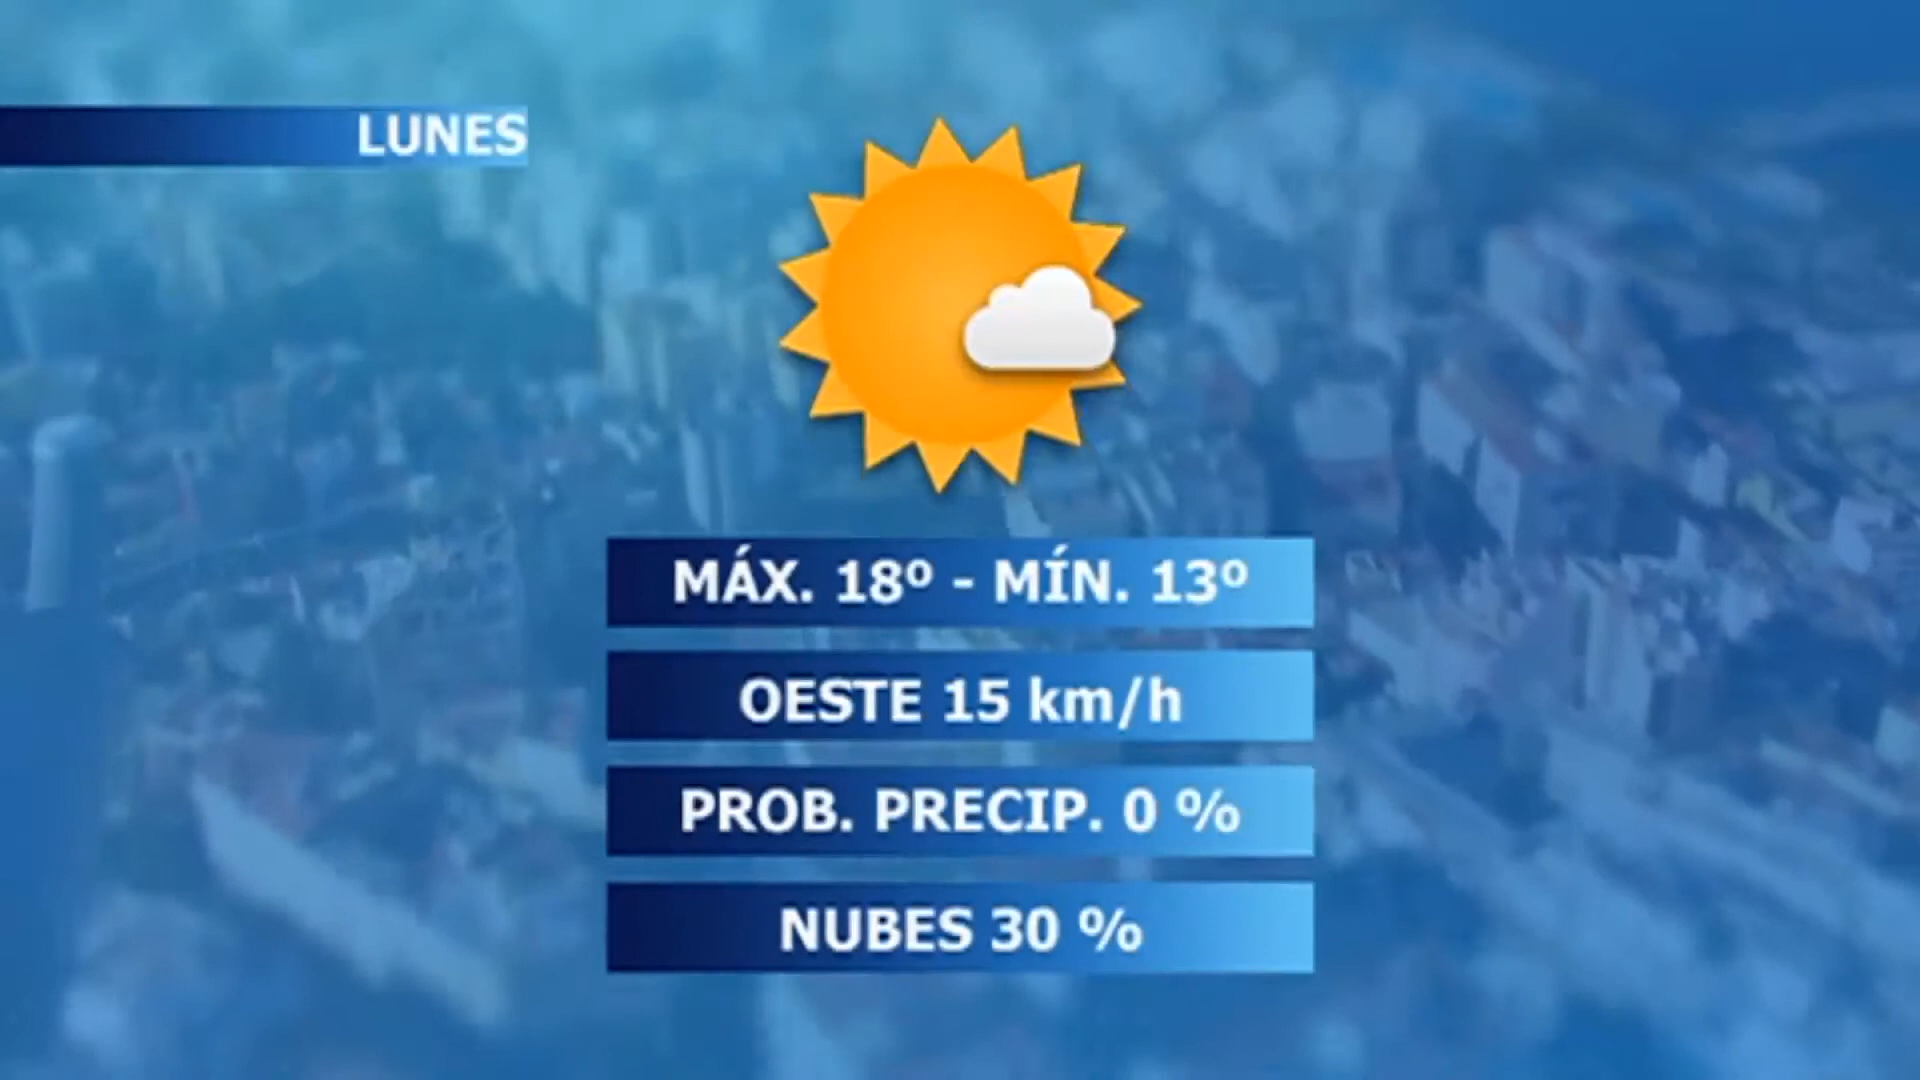 LUNES
MÁX. 18º - MÍN. 13º
OESTE 15 km/h
PROB. PRECIP. 0 %
NUBES 30 %